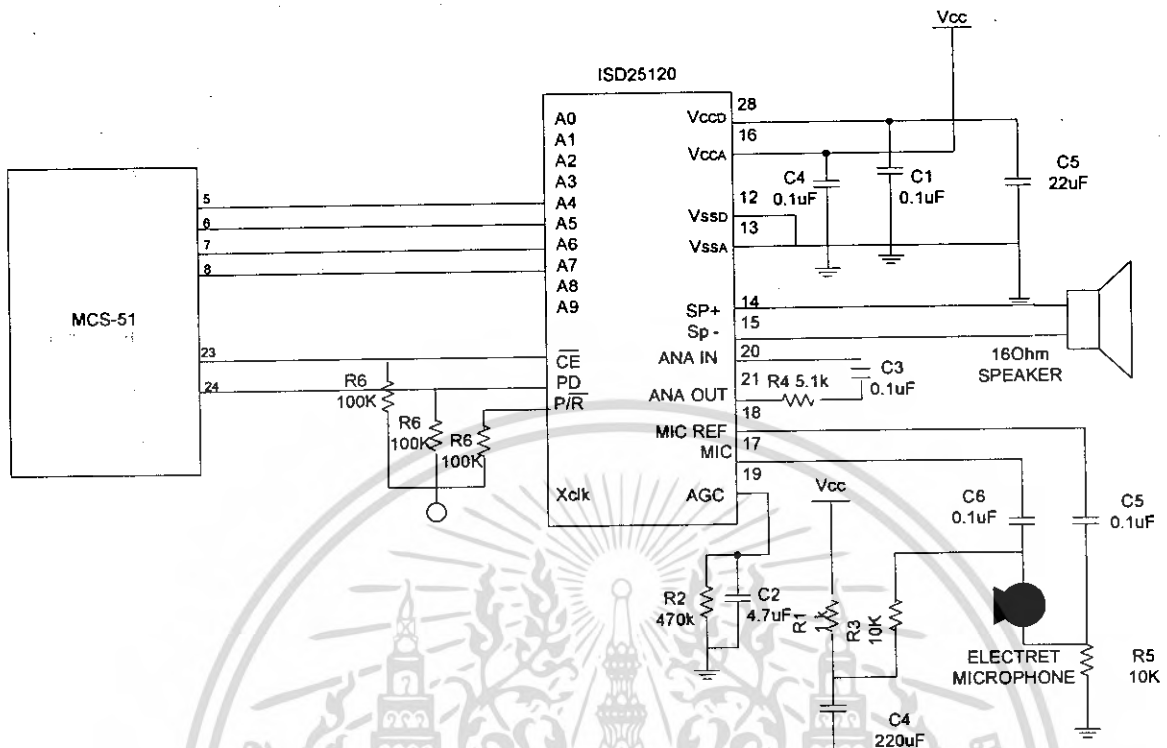 Vcc
ISD25120
A0
A1
A2
A3
A4
A5
A6
A7
A8
A9
CE
PD
P/R
Xclk
VCCD
28
16
VCCA
12
VSSD
13
VSSA
SP+
14
Sp -
15
ANA IN
20
ANA OUT
21
18
MIC REF
17
MIC
19
AGC
C4
0.1uF
C1
0.1uF
C5
22uF
16Ohm
SPEAKER
R4 5.1k
C3
0.1uF
MCS-51
5
6
7
8
23
24
R6
100K
R6
100K
R6
100K
Vcc
C6
0.1uF
C5
0.1uF
R2
470k
C2
4.7uF
R1
1k
R3
10K
ELECTRET
MICROPHONE
R5
10K
C4
220uF